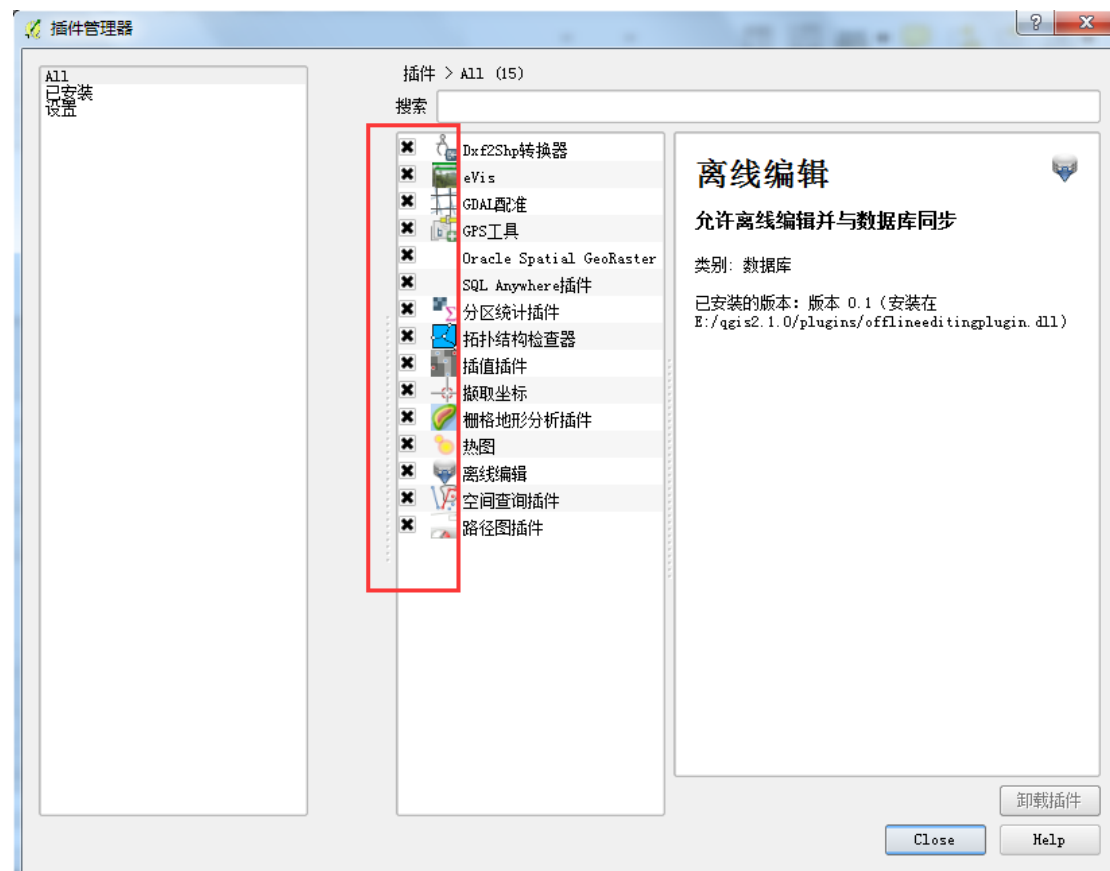 插件管理器
All
已安装
设置
插件 > All (15)
搜索
Dxf2Shp转换器
eVis
GDAL配准
GPS工具
Oracle Spatial GeoRaster
SQL Anywhere插件
分区统计插件
拓扑结构检查器
插值插件
撷取坐标
栅格地形分析插件
热图
离线编辑
空间查询插件
路径图插件
离线编辑
允许离线编辑并与数据库同步
类别: 数据库
已安装的版本: 版本 0.1 (安装在
E:/qgis2.1.0/plugins/offlineeditingplugin.dll)
卸载插件
Close
Help